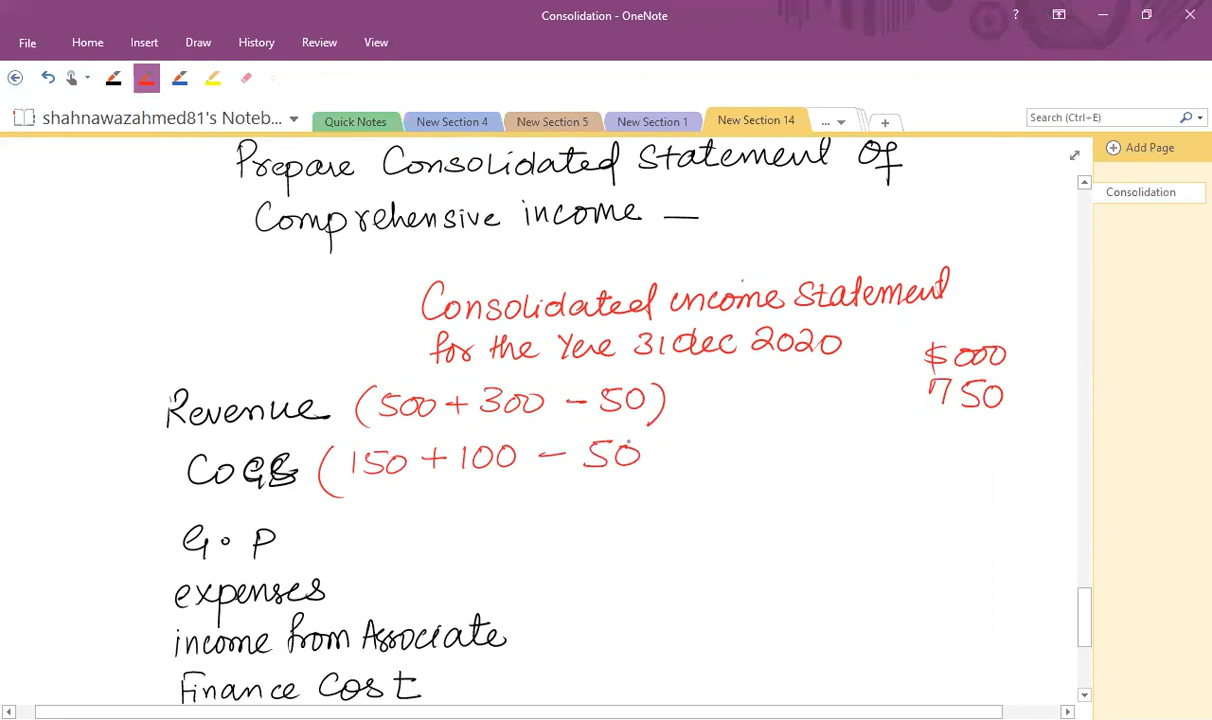 Consolidation - OneNote
?
File Home Insert Draw History Review View
shahnawazahmed81's Noteb... Quick Notes New Section 4 New Section 5 New Section 1 New Section 14 ... Search (Ctrl+E)
Add Page
Consolidation
Prepare Consolidated Statement Of
Comprehensive income —
Consolidated income Statement
for the Yere 31 dec 2020
$000
Revenue (500 + 300 - 50) 750
COGS (150 + 100 - 50
G.P
expenses
income from Associate
Finance Cost